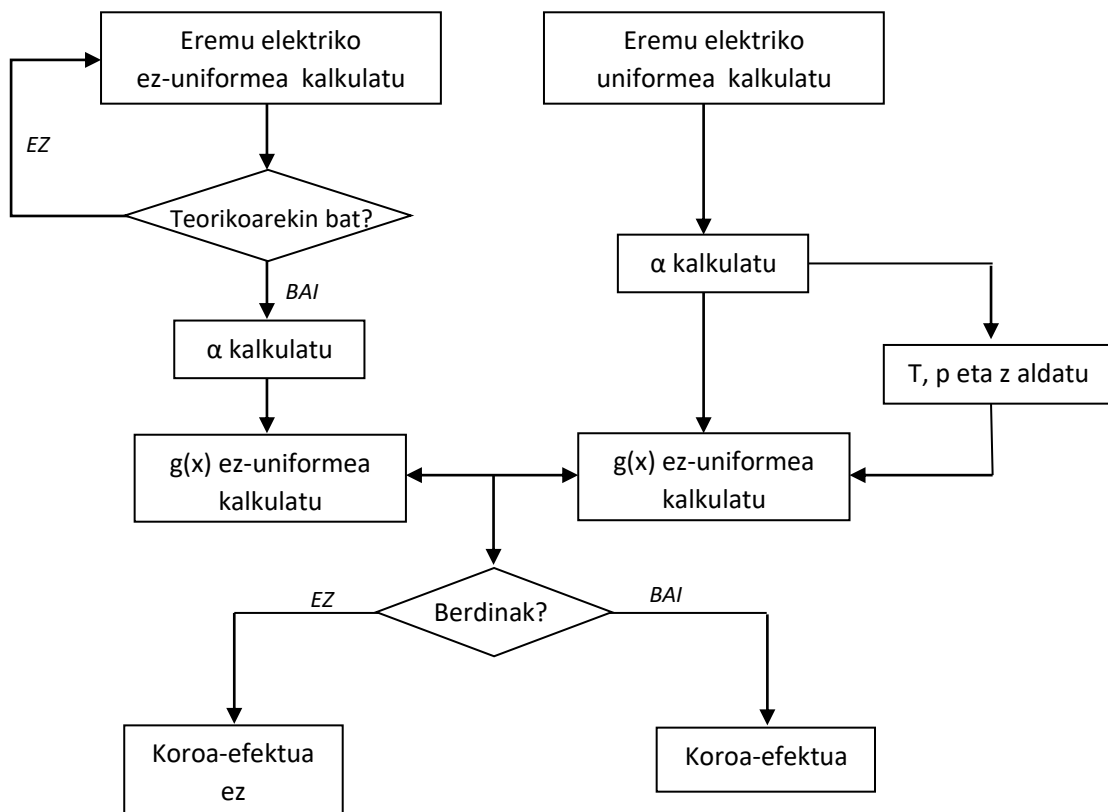 Eremu elektriko
ez-uniformea kalkulatu
Eremu elektriko
uniformea kalkulatu
EZ
Teorikoarekin bat?
BAI
α kalkulatu
α kalkulatu
T, p eta z aldatu
g(x) ez-uniformea
kalkulatu
g(x) ez-uniformea
kalkulatu
EZ
Berdinak?
BAI
Koroa-efektua
ez
Koroa-efektua